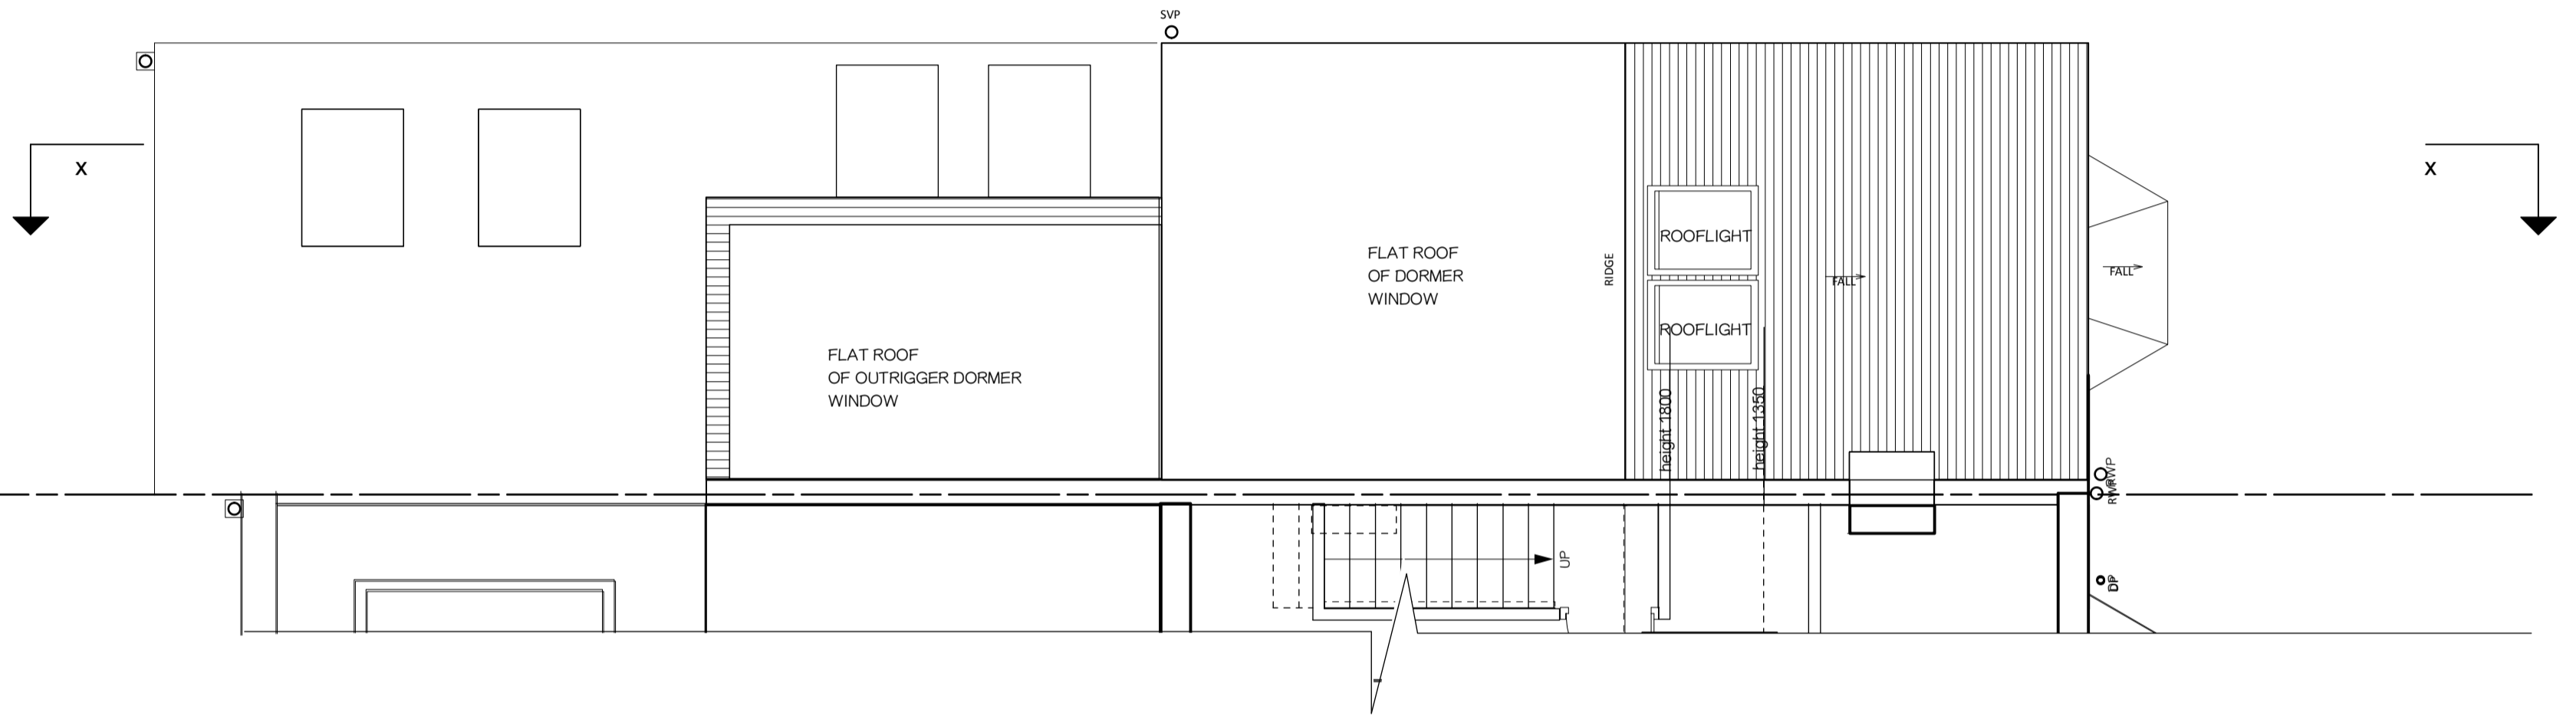 SVP
X
X
ROOFLIGHT
FLAT ROOF
OF DORMER
WINDOW
RIDGE
FALL
FALL
ROOFLIGHT
FLAT ROOF
OF OUTRIGGER DORMER
WINDOW
height 1800
height 1350
RWP
RWP
UP